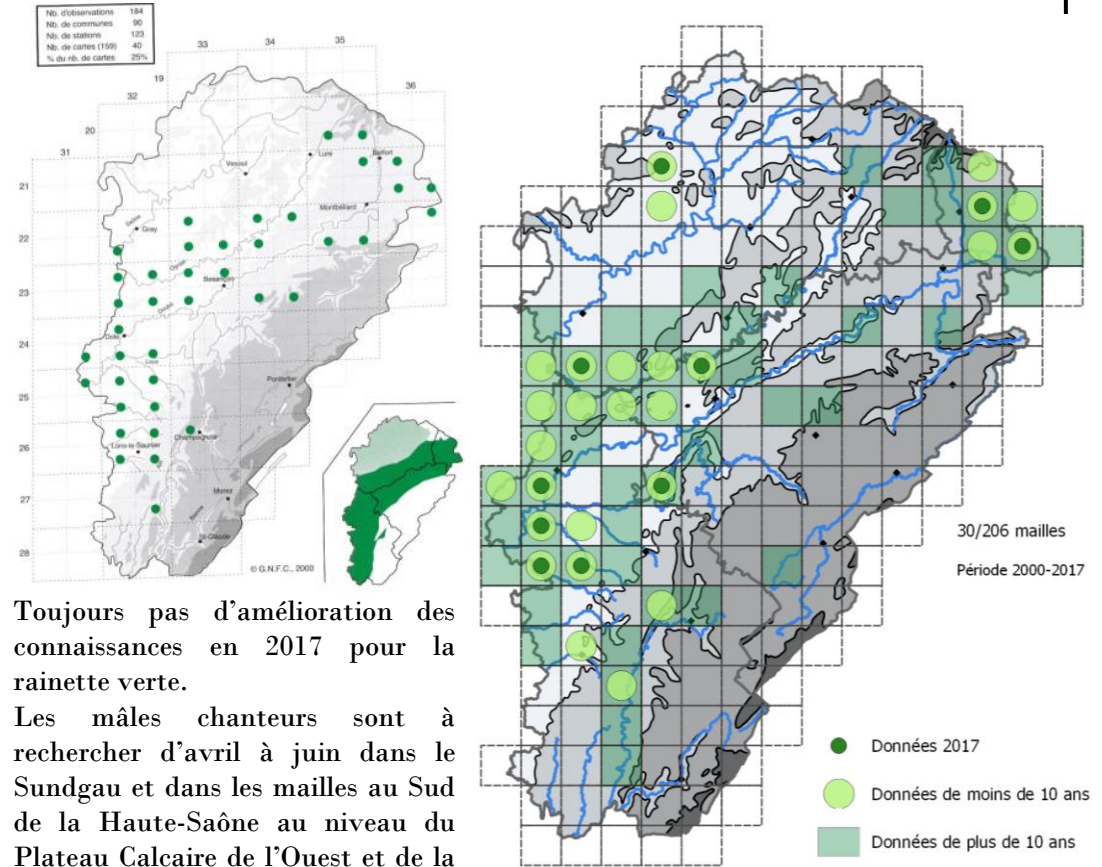 Nb. d'observations 184
Nb. de communes 90
Nb. de stations 123
Nb. de cartes (159) 40
% du nb. de cartes 25%
33
34
35
36
19
32
20
31
21
22
23
24
25
26
27
28
Vesoul
Lure
Belfort
Montbéliard
Saône
Gray
Ognon
Besançon
Doubs
Dole
Loue
Pontarlier
Champagnole
Lons-le-Saunier
Morez
Bienne
St-Claude
© G.N.F.C., 2000
Toujours pas d'amélioration des
connaissances en 2017 pour la
rainette verte.
Les mâles chanteurs sont à
rechercher d'avril à juin dans le
Sundgau et dans les mailles au Sud
de la Haute-Saône au niveau du
Plateau Calcaire de l'Ouest et de la
30/206 mailles
Période 2000-2017
Données 2017
Données de moins de 10 ans
Données de plus de 10 ans